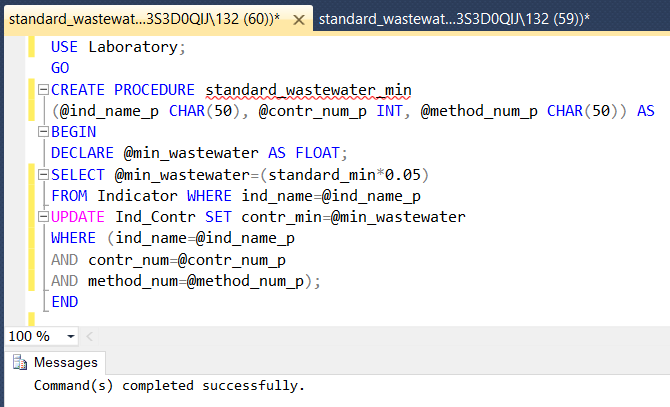 standard_wastewat...3S3D0QIJ\132 (60))* standard_wastewat...3S3D0QIJ\132 (59))*
USE Laboratory;
GO
CREATE PROCEDURE standard_wastewater_min
(@ind_name_p CHAR(50), @contr_num_p INT, @method_num_p CHAR(50)) AS
BEGIN
DECLARE @min_wastewater AS FLOAT;
SELECT @min_wastewater=(standard_min*0.05)
FROM Indicator WHERE ind_name=@ind_name_p
UPDATE Ind_Contr SET contr_min=@min_wastewater
WHERE (ind_name=@ind_name_p
AND contr_num=@contr_num_p
AND method_num=@method_num_p);
END
100 %
Messages
Command(s) completed successfully.